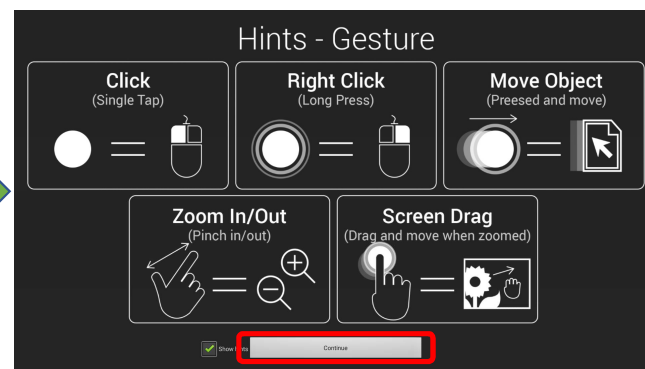 Hints - Gesture
Click
(Single Tap)
Right Click
(Long Press)
Move Object
(Preesed and move)
Zoom In/Out
(Pinch in/out)
Screen Drag
(Drag and move when zoomed)
Show
Continue